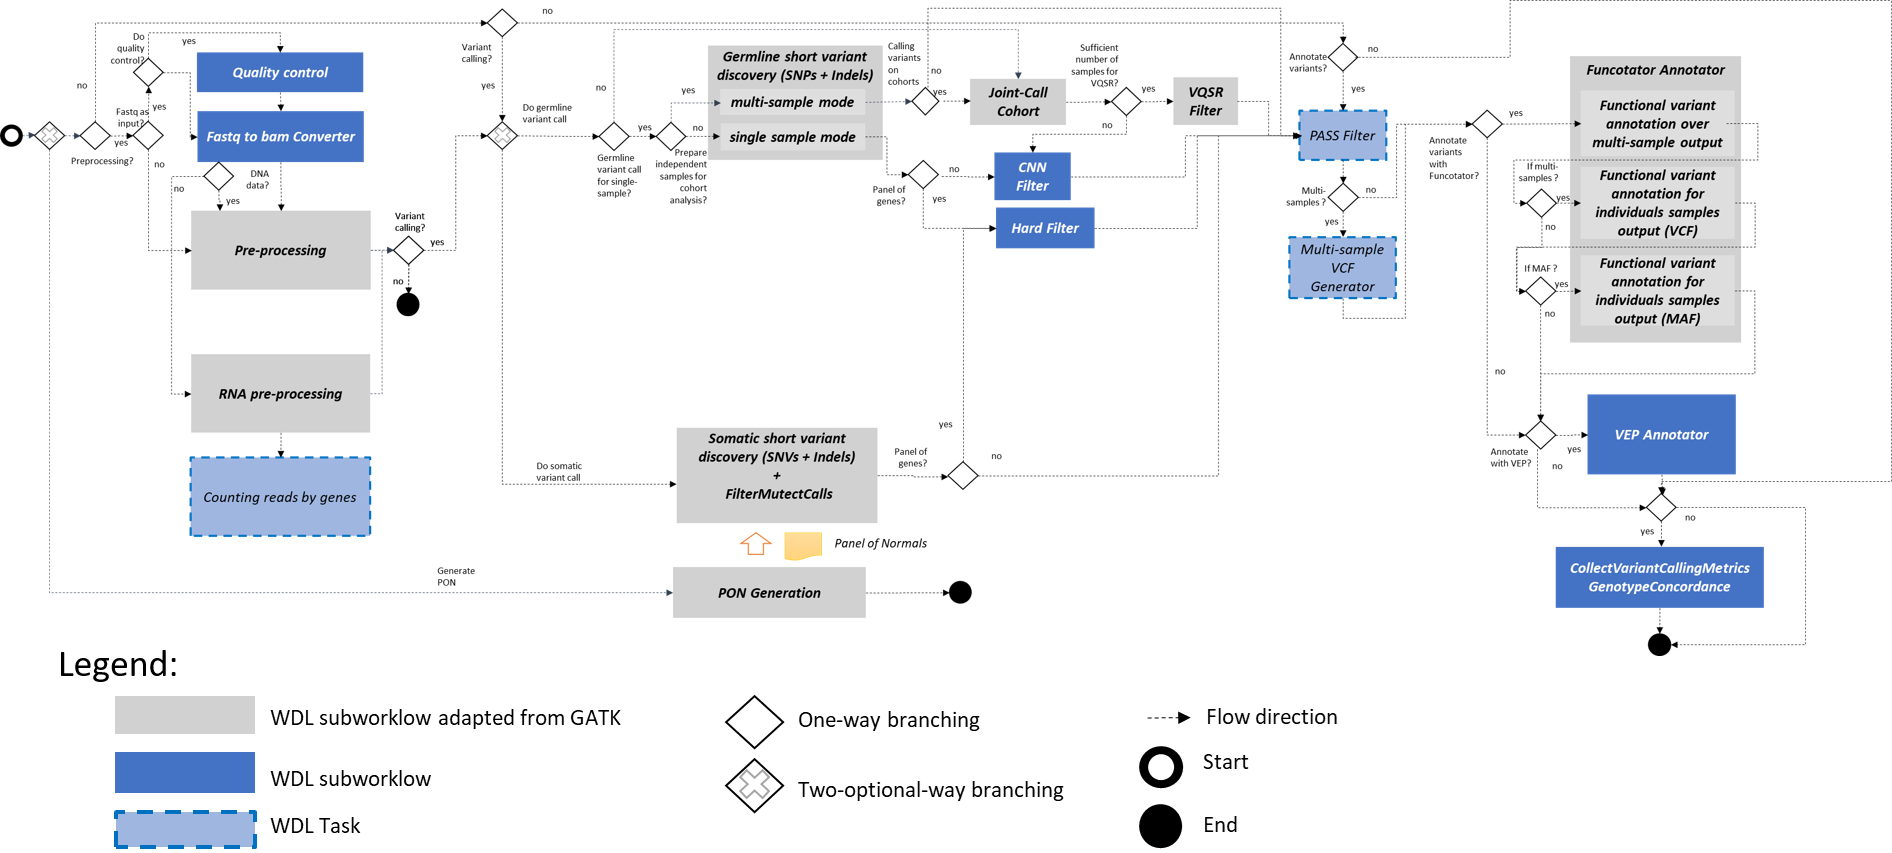 no
Do
quality
control?
yes
Variant
calling?
no
Fastq as
input?
yes
yes
Preprocessing?
no
Quality control
Fastq to bam Converter
no
DNA
data?
yes
Pre-processing
Variant
calling?
yes
no
RNA pre-processing
Counting reads by genes
yes
Do germline
variant call
no
yes
Germline
variant call
for single-
sample?
yes
no
Prepare
independent
samples for
cohort
analysis?
Germline short variant
discovery (SNPs + Indels)
multi-sample mode
single sample mode
Calling
variants
on
cohorts
no
yes
Joint-Call
Cohort
Sufficient
number of
samples for
VQSR?
yes
no
VQSR
Filter
Panel of
genes?
no
yes
CNN
Filter
Hard Filter
Do somatic
variant call
Somatic short variant
discovery (SNVs + Indels)
+
FilterMutectCalls
Panel of
genes?
yes
no
Panel of Normals
Generate
PON
PON Generation
Annotate
variants?
no
yes
PASS Filter
Multi-
samples ?
no
yes
Multi-sample
VCF
Generator
Annotate
variants
with
Funcotator?
yes
no
Funcotator Annotator
Functional variant
annotation over
multi-sample output
If multi-
samples ?
yes
no
Functional variant
annotation for
individuals samples
output (VCF)
If MAF ?
yes
no
Functional variant
annotation for
individuals samples
output (MAF)
Annotate
with VEP?
yes
no
VEP Annotator
yes
no
CollectVariantCallingMetrics
GenotypeConcordance
Legend:
WDL subworklow adapted from GATK
WDL subworklow
WDL Task
One-way branching
Two-optional-way branching
Flow direction
Start
End